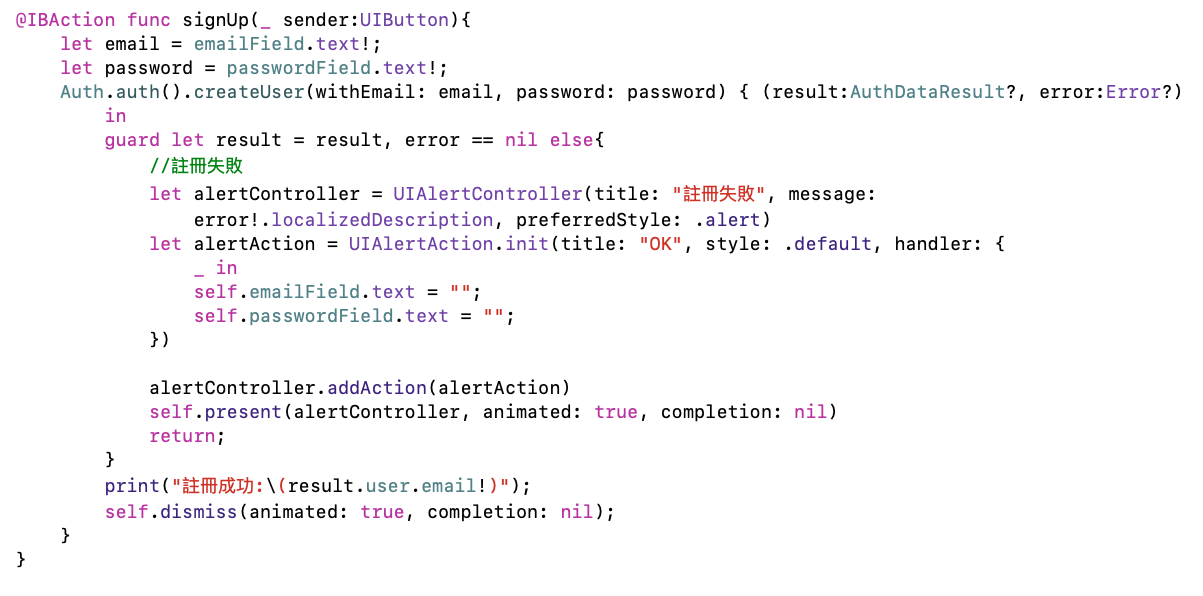 @IBAction func signUp(_ sender:UIButton){
let email = emailField.text!;
let password = passwordField.text!;
Auth.auth().createUser(withEmail: email, password: password) { (result:AuthDataResult?, error:Error?)
in
guard let result = result, error == nil else{
//註冊失敗
let alertController = UIAlertController(title: "註冊失敗", message:
error!.localizedDescription, preferredStyle: .alert)
let alertAction = UIAlertAction.init(title: "OK", style: .default, handler: {
_ in
self.emailField.text = "";
self.passwordField.text = "";
})
alertController.addAction(alertAction)
self.present(alertController, animated: true, completion: nil)
return;
}
print("註冊成功:\(result.user.email!)");
self.dismiss(animated: true, completion: nil);
}
}